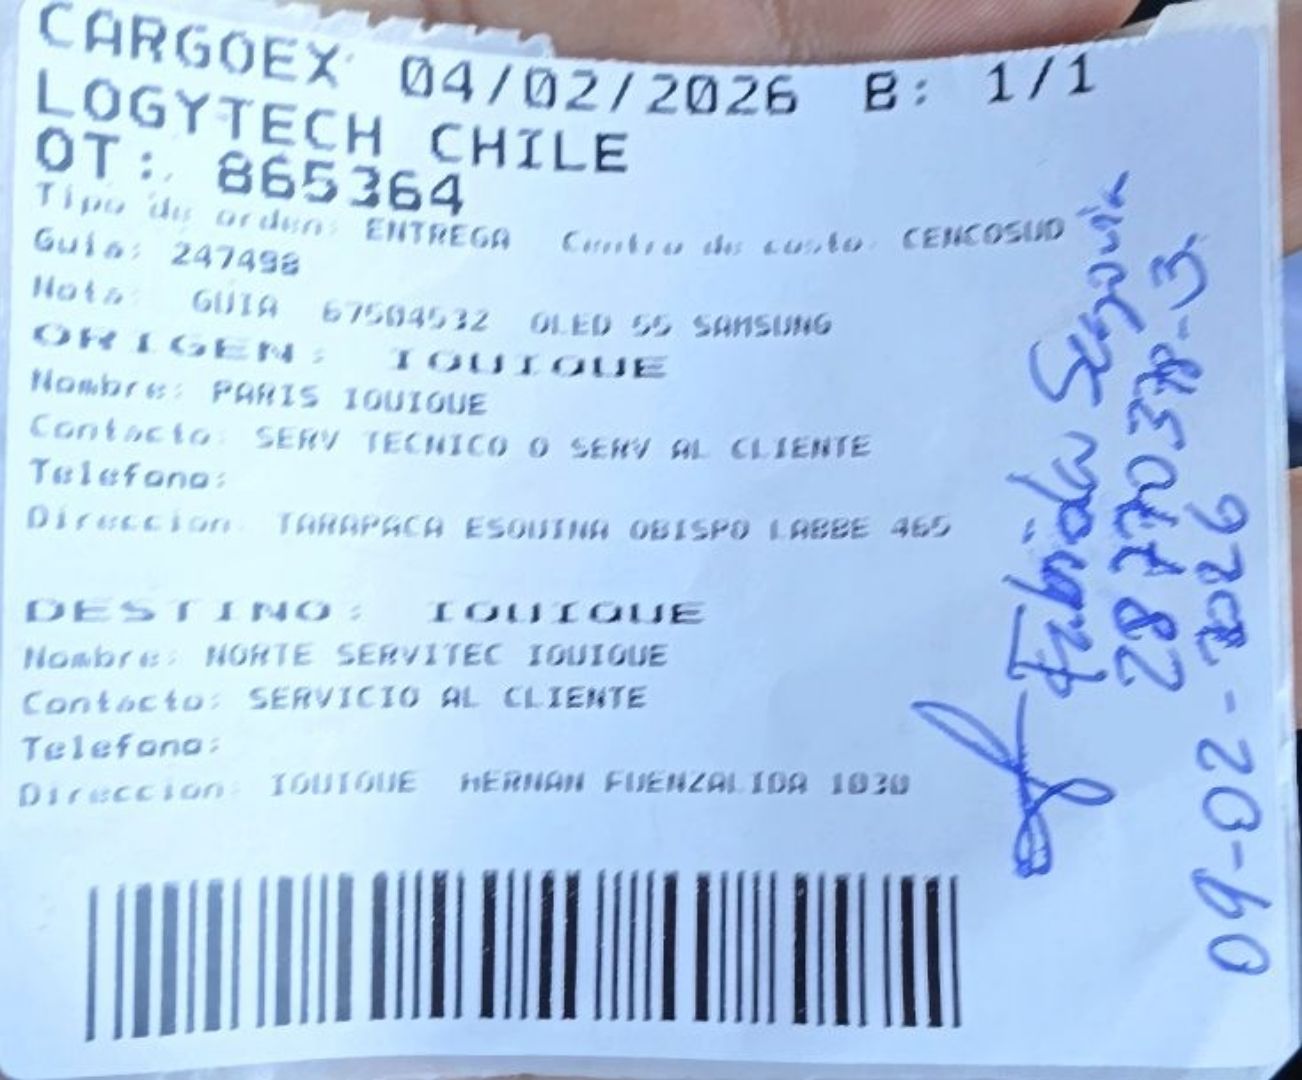 CARGOEX 04/02/2026 B: 1/1
LOGYTECH CHILE
OT: 865364
Tipo de orden: ENTREGA Centro de costo: CENCOSUD
Guia: 247498
Nota: GUIA 67504532 OLED 55 SAMSUNG
ORIGEN: IQUIQUE
Nombre: PARIS IQUIQUE
Contacto: SERV TECNICO O SERV AL CLIENTE
Telefono:
Direccion: TARAPACA ESQUINA OBISPO LABBE 465
DESTINO: IQUIQUE
Nombre: NORTE SERVITEC IQUIQUE
Contacto: SERVICIO AL CLIENTE
Telefono:
Direccion: IQUIQUE HERNAN FUENZALIDA 1030
Segovia